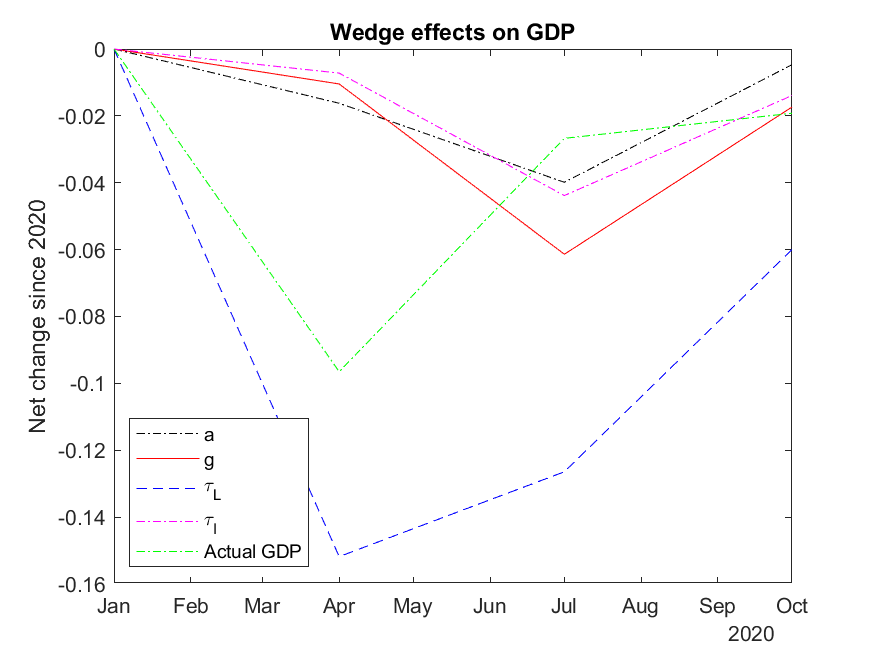 Wedge effects on GDP
Net change since 2020
0
-0.02
-0.04
-0.06
-0.08
-0.1
-0.12
-0.14
-0.16
a
g
τL
τI
Actual GDP
Jan Feb Mar Apr May Jun Jul Aug Sep Oct
2020